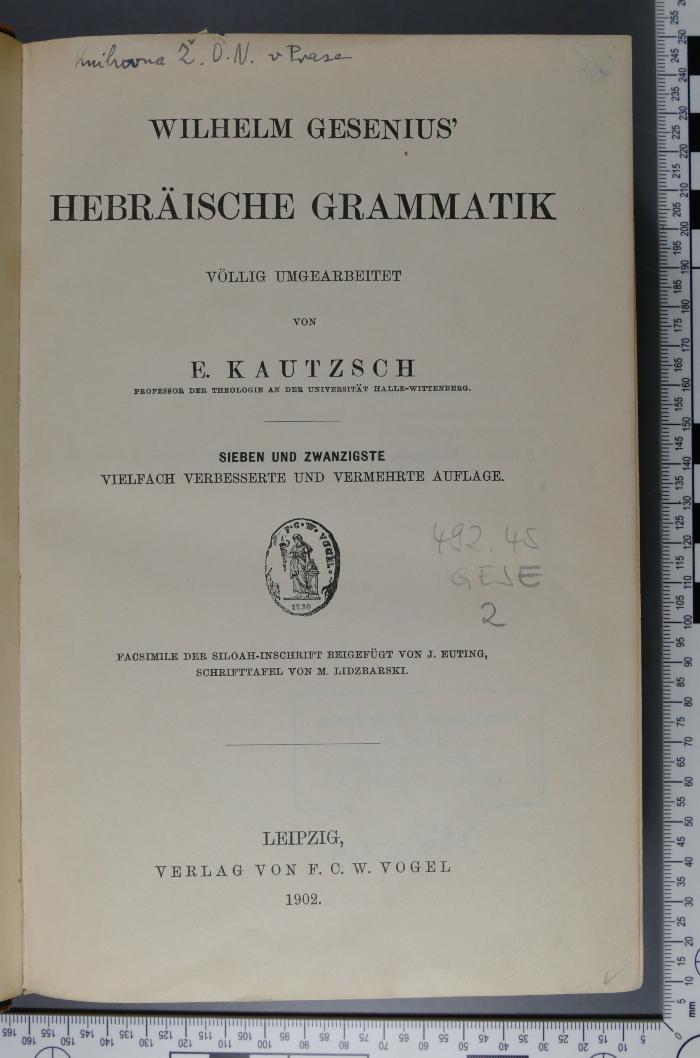 Knihovna Ž. O. N. v Praze
WILHELM GESENIUS'
HEBRÄISCHE GRAMMATIK
VÖLLIG UMGEARBEITET
VON
E. KAUTZSCH
PROFESSOR DER THEOLOGIE AN DER UNIVERSITÄT HALLE-WITTENBERG.
SIEBEN UND ZWANZIGSTE
VIELFACH VERBESSERTE UND VERMEHRTE AUFLAGE.
F. C. W. VOGEL
1730
492.45
GESE
2
FACSIMILE DER SILOAH-INSCHRIFT BEIGEFÜGT VON J. EUTING,
SCHRIFTTAFEL VON M. LIDZBARSKI.
LEIPZIG,
VERLAG VON F. C. W. VOGEL
1902.